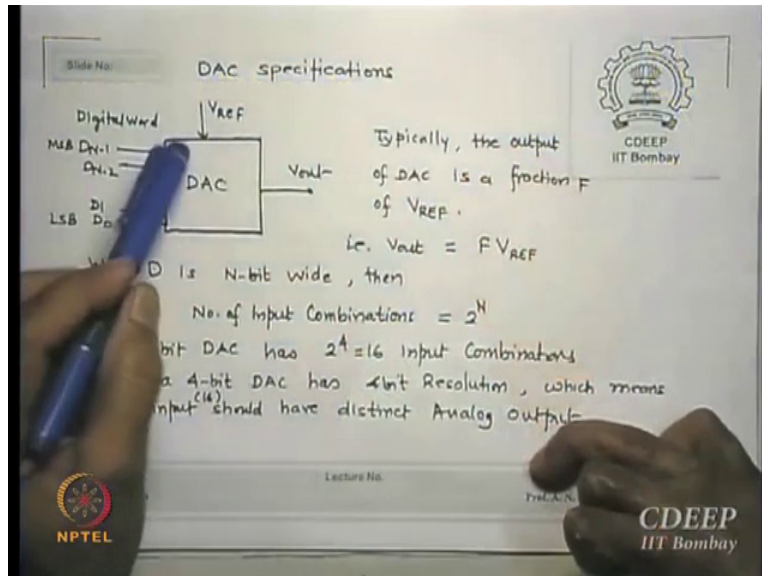 Slide No:
DAC specifications
CDEEP
IIT Bombay
VREF
Digital Word
MSB DN-1
DN-2
DAC
Vout
D1
LSB D0
Typically, the output
of DAC is a fraction F
of VREF.
i.e. Vout = F VREF
D is N-bit wide, then
No. of Input Combinations = 2^N
bit DAC has 2^4 = 16 Input Combinations
a 4-bit DAC has 4bit Resolution, which means
input (16) should have distinct Analog Output
Lecture No.
Prof. A. N.
NPTEL
CDEEP
IIT Bombay